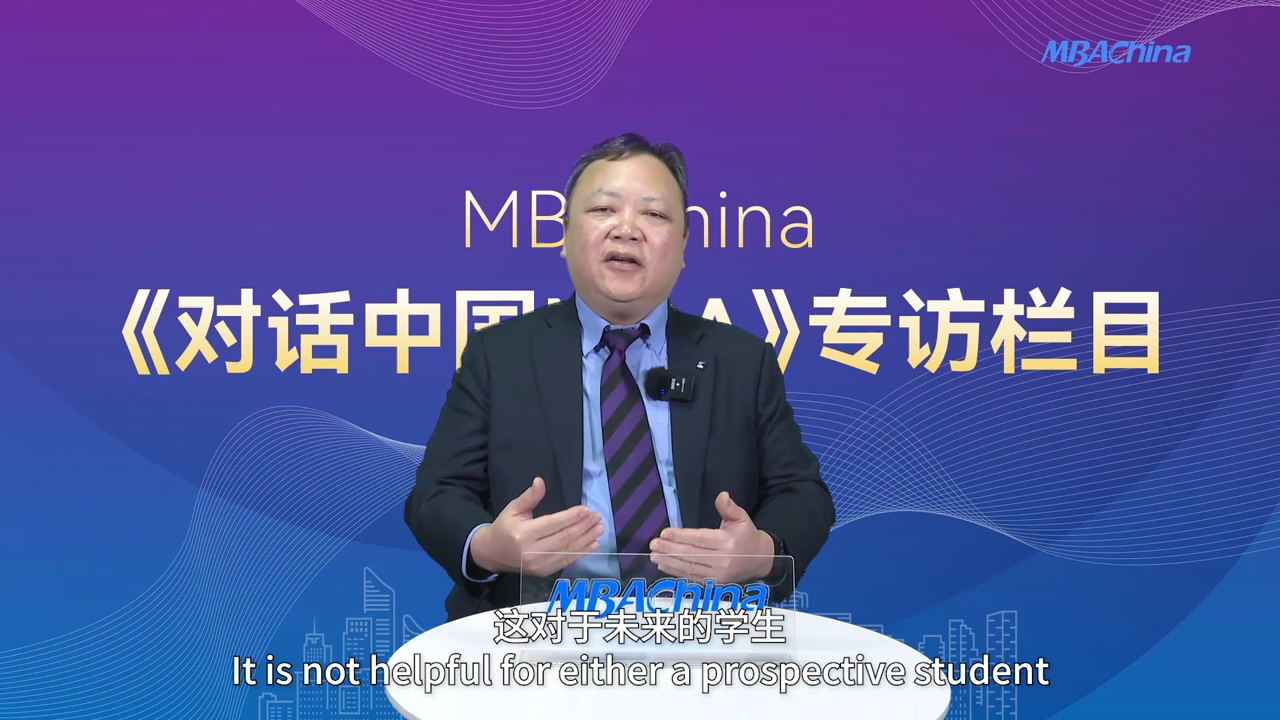 MBAChina
MB hina
《对话中国 A》专访栏目
MBAChina
这对于未来的学生
It is not helpful for either a prospective student